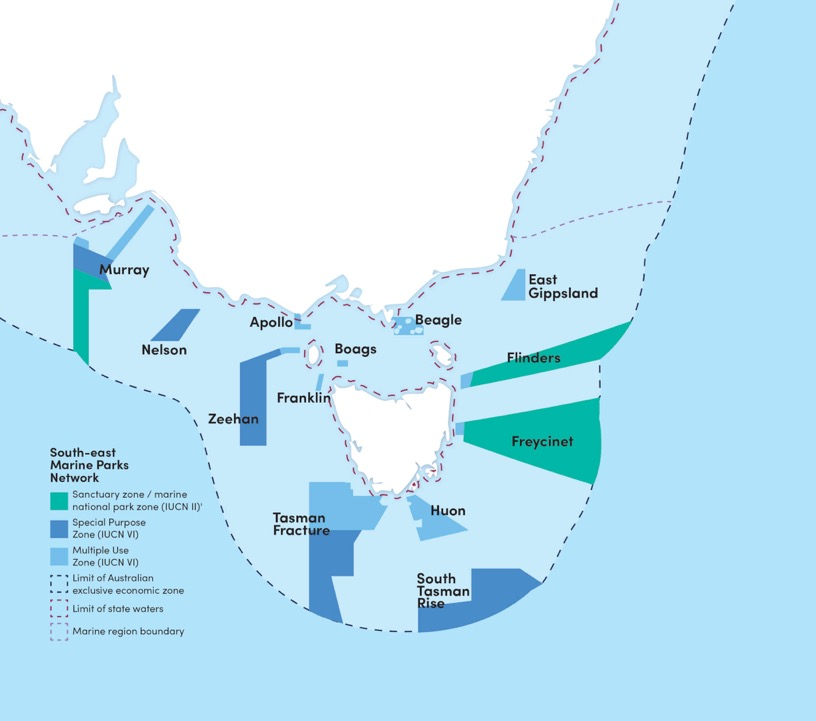 East
Gippsland
Murray
Apollo
Beagle
Nelson
Boags
Flinders
Franklin
Zeehan
Freycinet
South-east
Marine Parks
Network
Sanctuary zone / marine
national park zone (IUCN II)¹
Special Purpose
Zone (IUCN VI)
Multiple Use
Zone (IUCN VI)
Limit of Australian
exclusive economic zone
Limit of state waters
Marine region boundary
Tasman
Fracture
Huon
South
Tasman
Rise